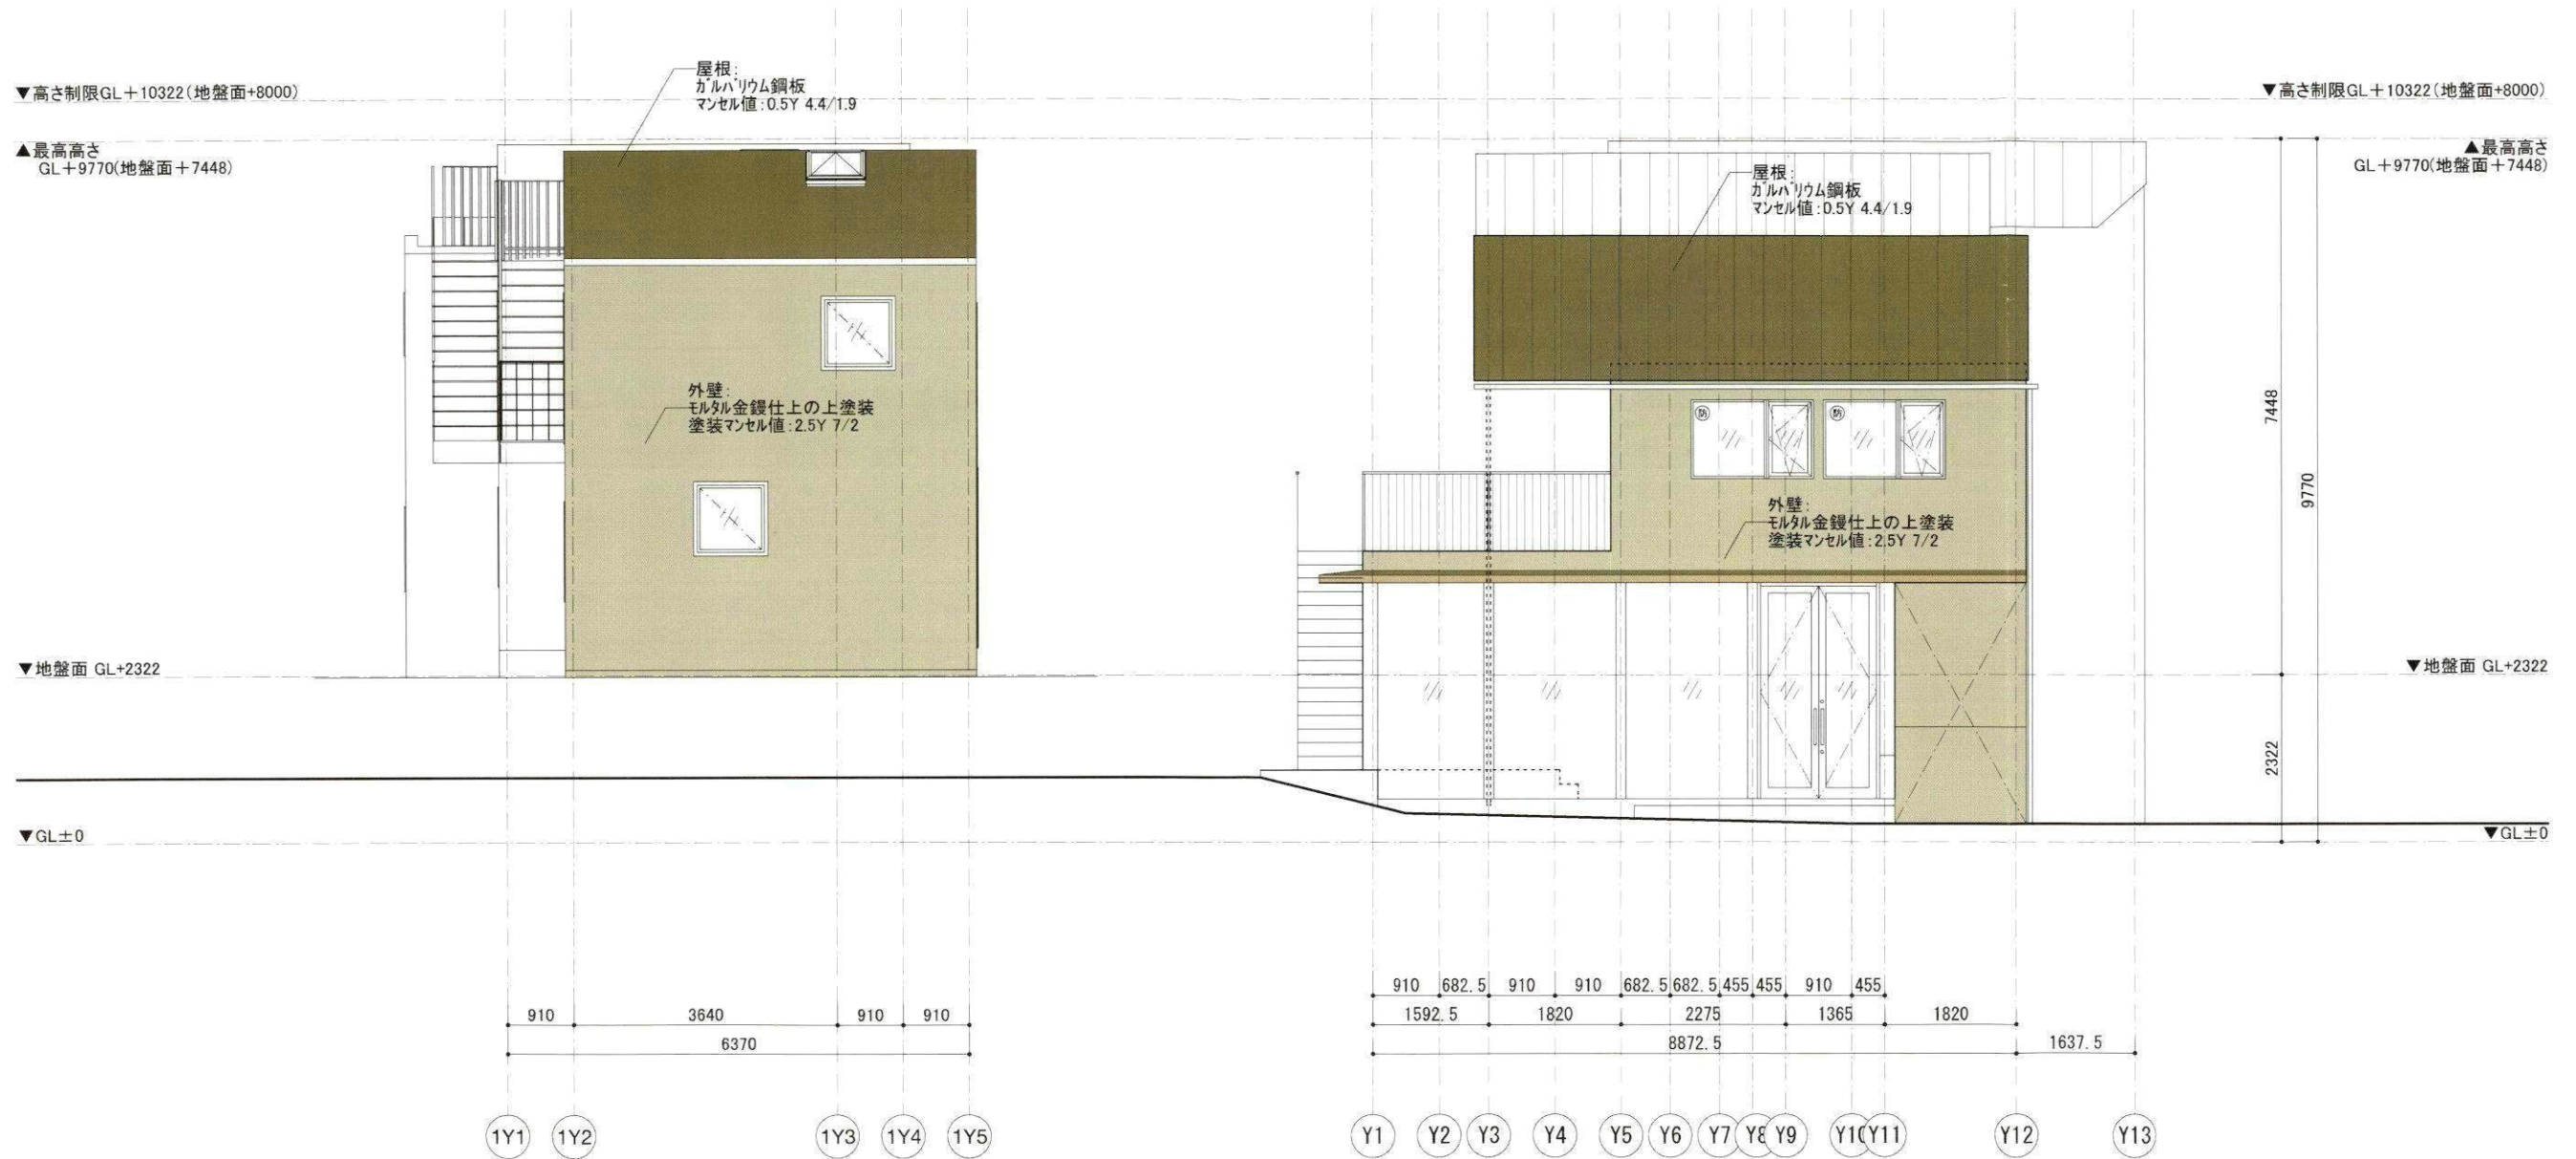 屋根:
ガルバリウム鋼板
マンセル値:0.5Y 4.4/1.9
▼高さ制限GL+10322(地盤面+8000)
▼高さ制限GL+10322(地盤面+8000)
▲最高高さ
GL+9770(地盤面+7448)
▲最高高さ
GL+9770(地盤面+7448)
屋根:
ガルバリウム鋼板
マンセル値:0.5Y 4.4/1.9
外壁:
モルタル金鏝仕上の上塗装
塗装マンセル値:2.5Y 7/2
防
防
7448
9770
外壁:
モルタル金鏝仕上の上塗装
塗装マンセル値:2.5Y 7/2
▼地盤面 GL+2322
▼地盤面 GL+2322
2322
▼GL±0
▼GL±0
910 682.5 910 910 682.5 682.5 455 455 910 455
910 3640 910 910
1592.5 1820 2275 1365 1820
6370
8872.5 1637.5
1Y1 1Y2 1Y3 1Y4 1Y5
Y1 Y2 Y3 Y4 Y5 Y6 Y7 Y8 Y9 Y10 Y11 Y12 Y13